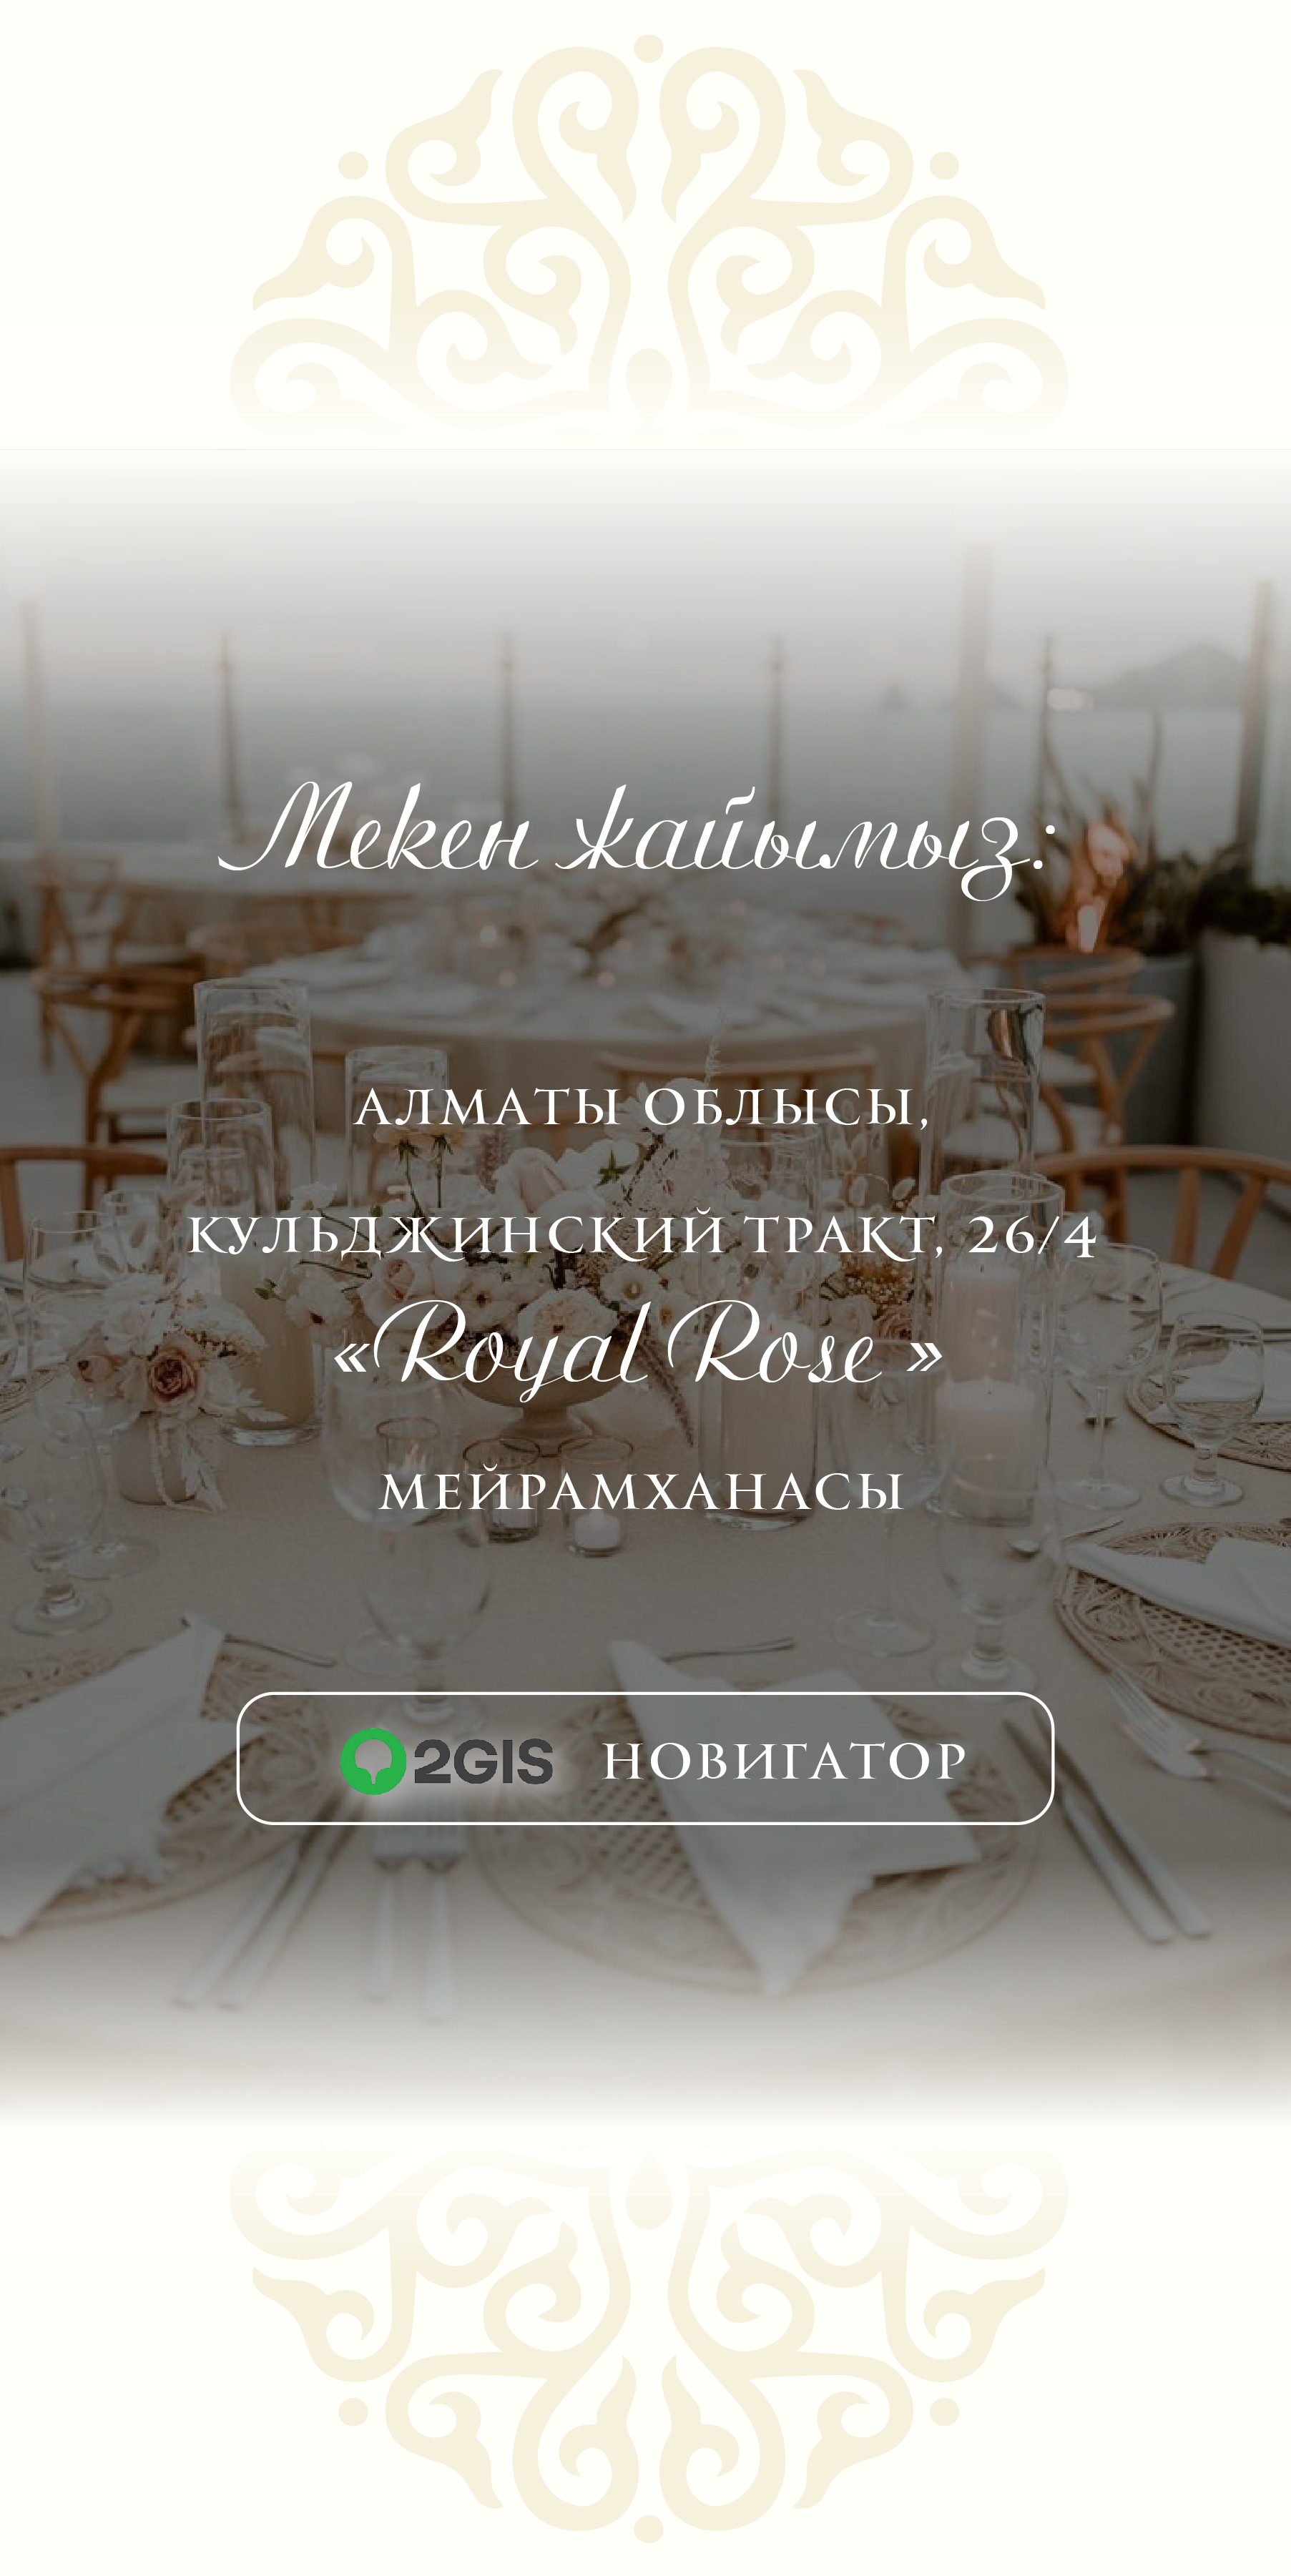 Мекен жайымыз:
АЛМАТЫ ОБЛЫСЫ,
КУЛЬДЖИНСКИЙ ТРАКТ, 26/4
«Royal Rose »
МЕЙРАМХАНАСЫ
2GIS НОВИГАТОР